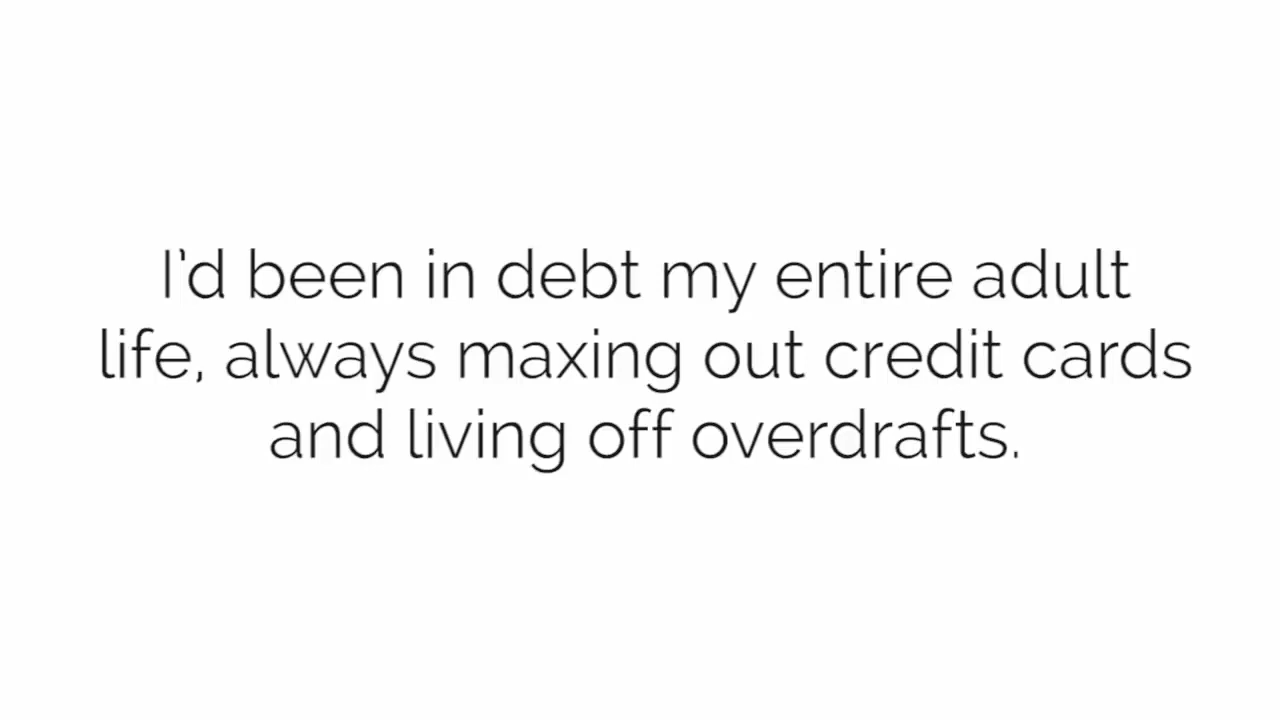 I'd been in debt my entire adult
life, always maxing out credit cards
and living off overdrafts.